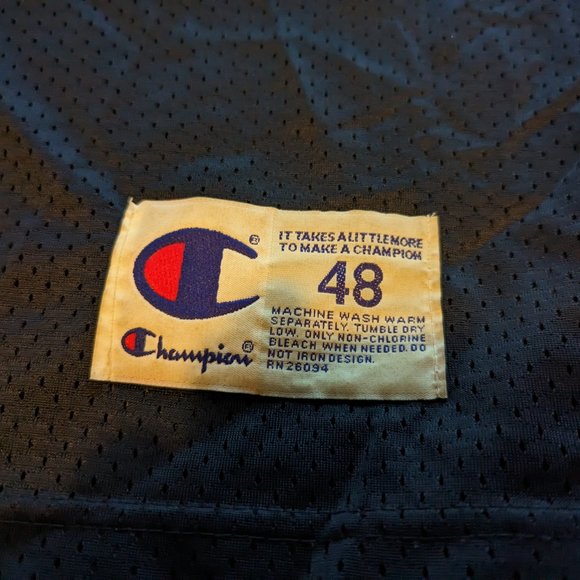 IT TAKES A LITTLE MORE
TO MAKE A CHAMPION
®
48
MACHINE WASH WARM
SEPARATELY. TUMBLE DRY
LOW. ONLY NON-CHLORINE
BLEACH WHEN NEEDED. DO
NOT IRON DESIGN.
RN 26094
C®
Champion®